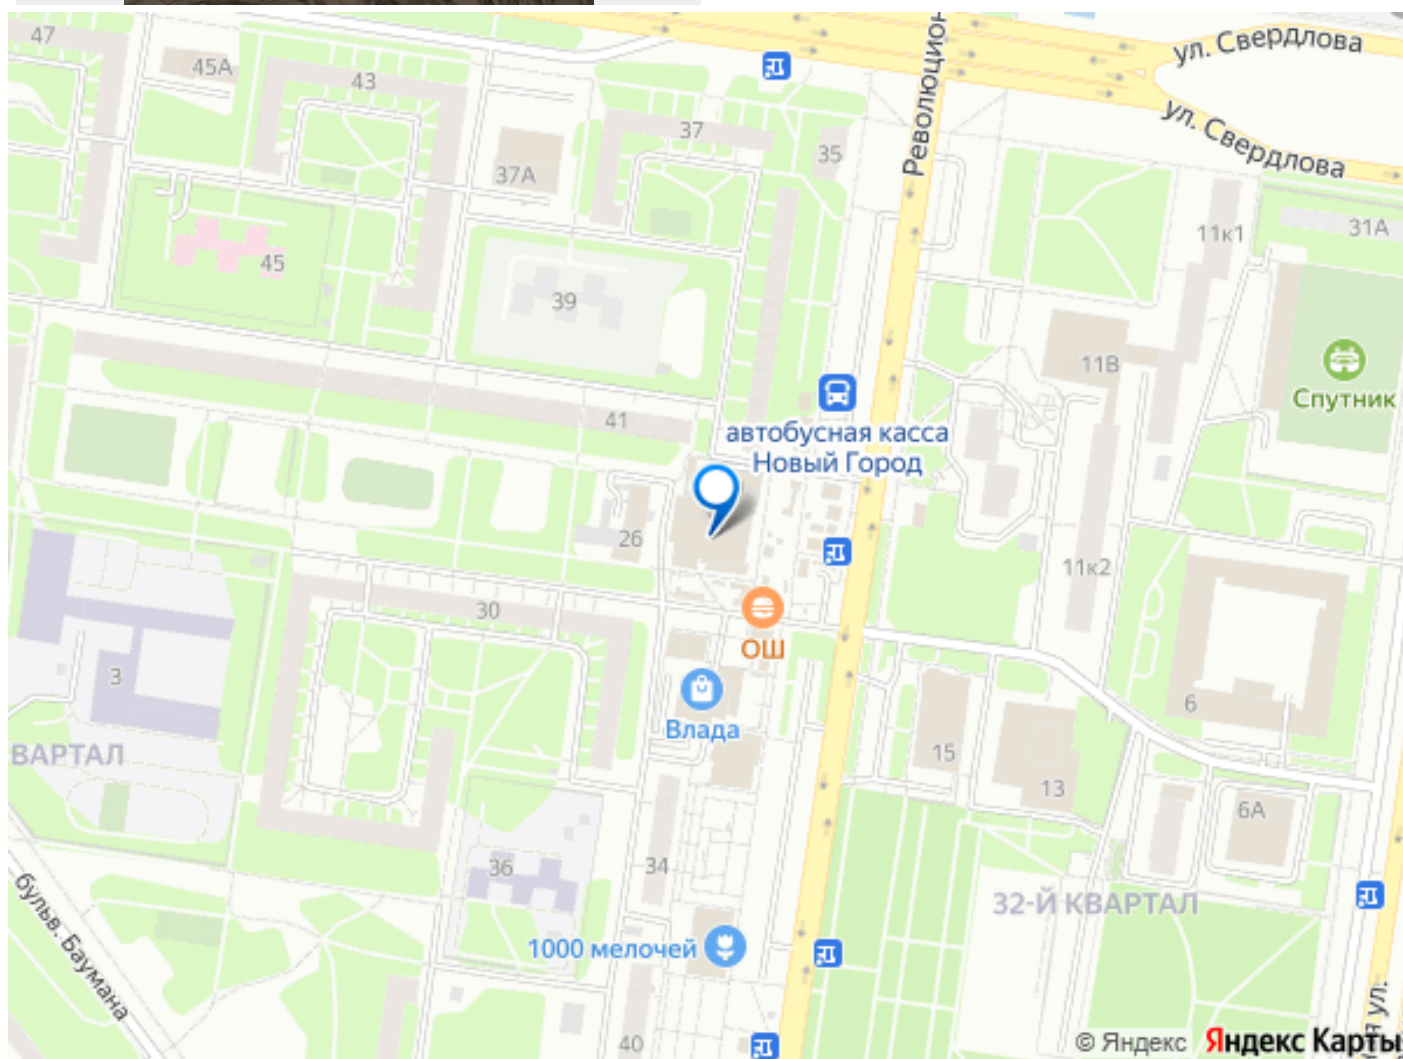 47
45А
43
37
35
37А
Революцион
ул. Свердлова
ул. Свердлова
11к1
31А
45
39
11В
Спутник
41
автобусная касса
Новый Город
26
11к2
30
ОШ
3
6
Влада
ВАРТАЛ
15
13
6А
36
34
32-Й КВАРТАЛ
бульв. Баумана
1000 мелочей
40
я ул.
© Яндекс Яндекс Карты